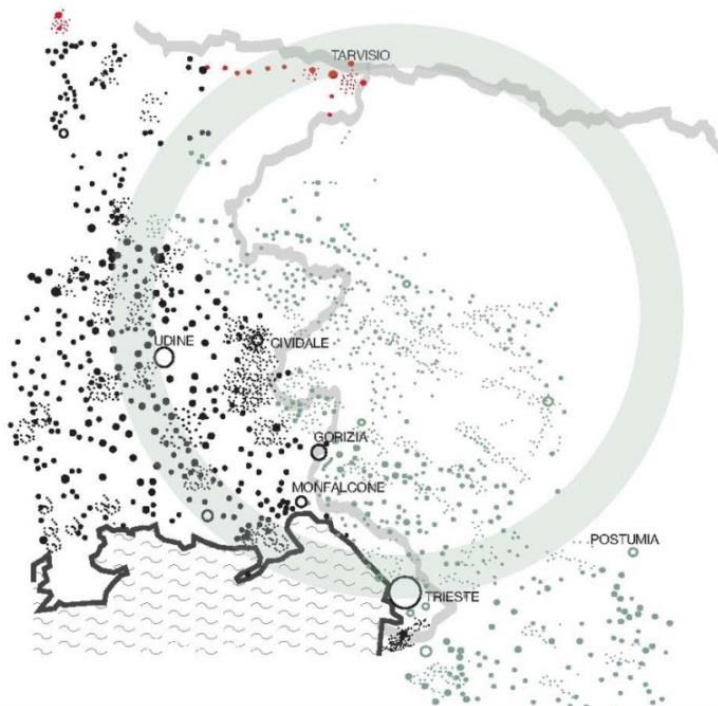 TARVISIO
UDINE
CIVIDALE
GORIZIA
MONFALCONE
POSTUMIA
TRIESTE